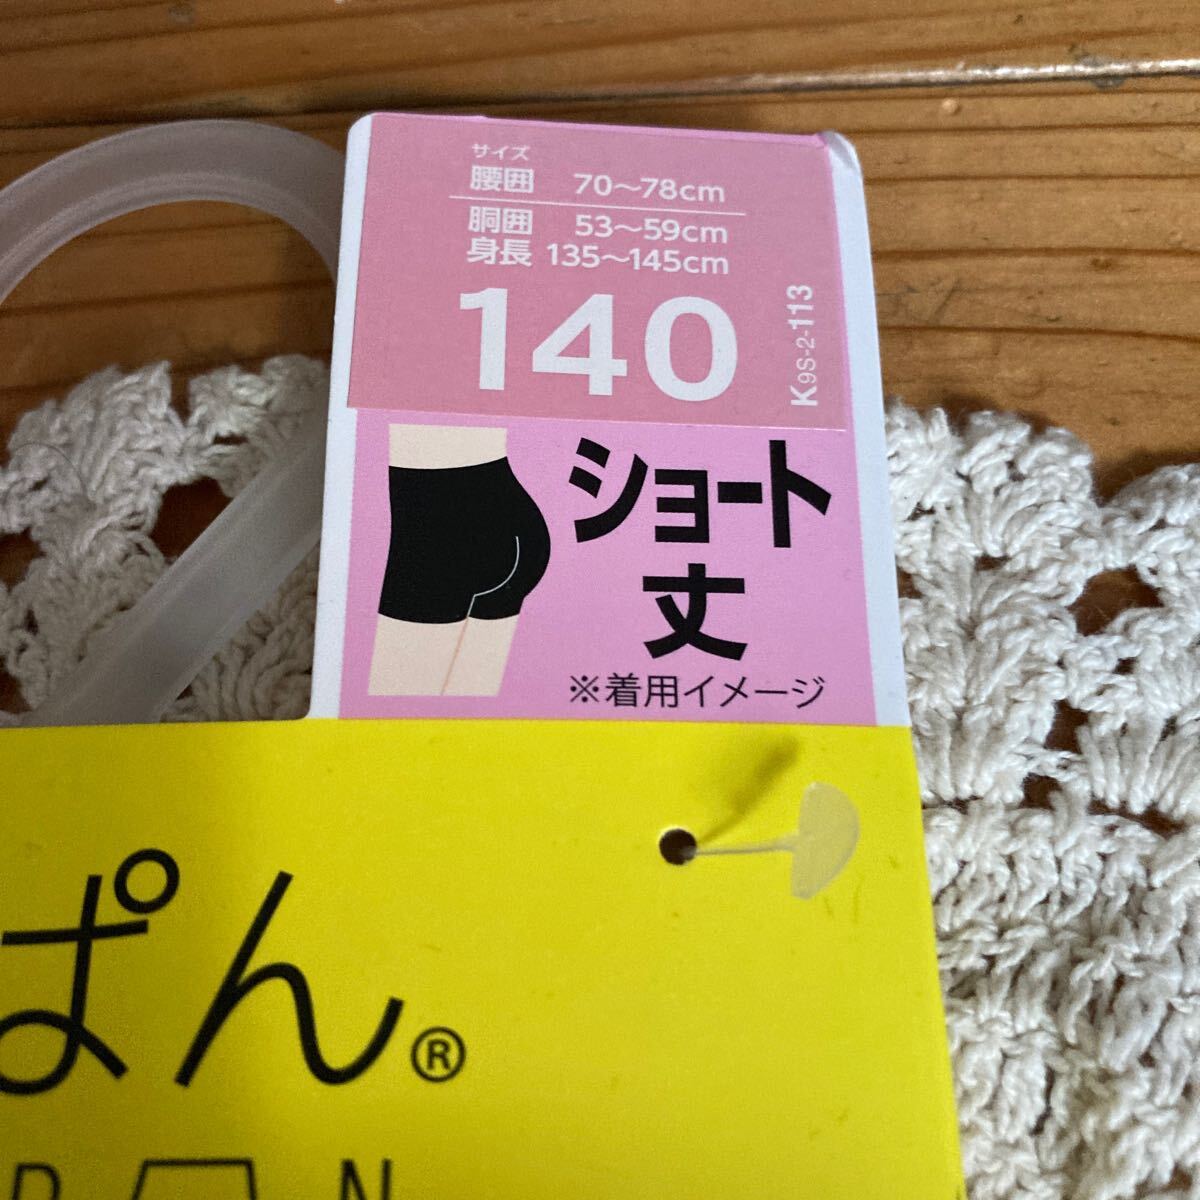 サイズ
腰囲 70～78cm
胴囲 53～59cm
身長 135～145cm
140
K9S-2-113
ショート
丈
※着用イメージ
ぱん®
N